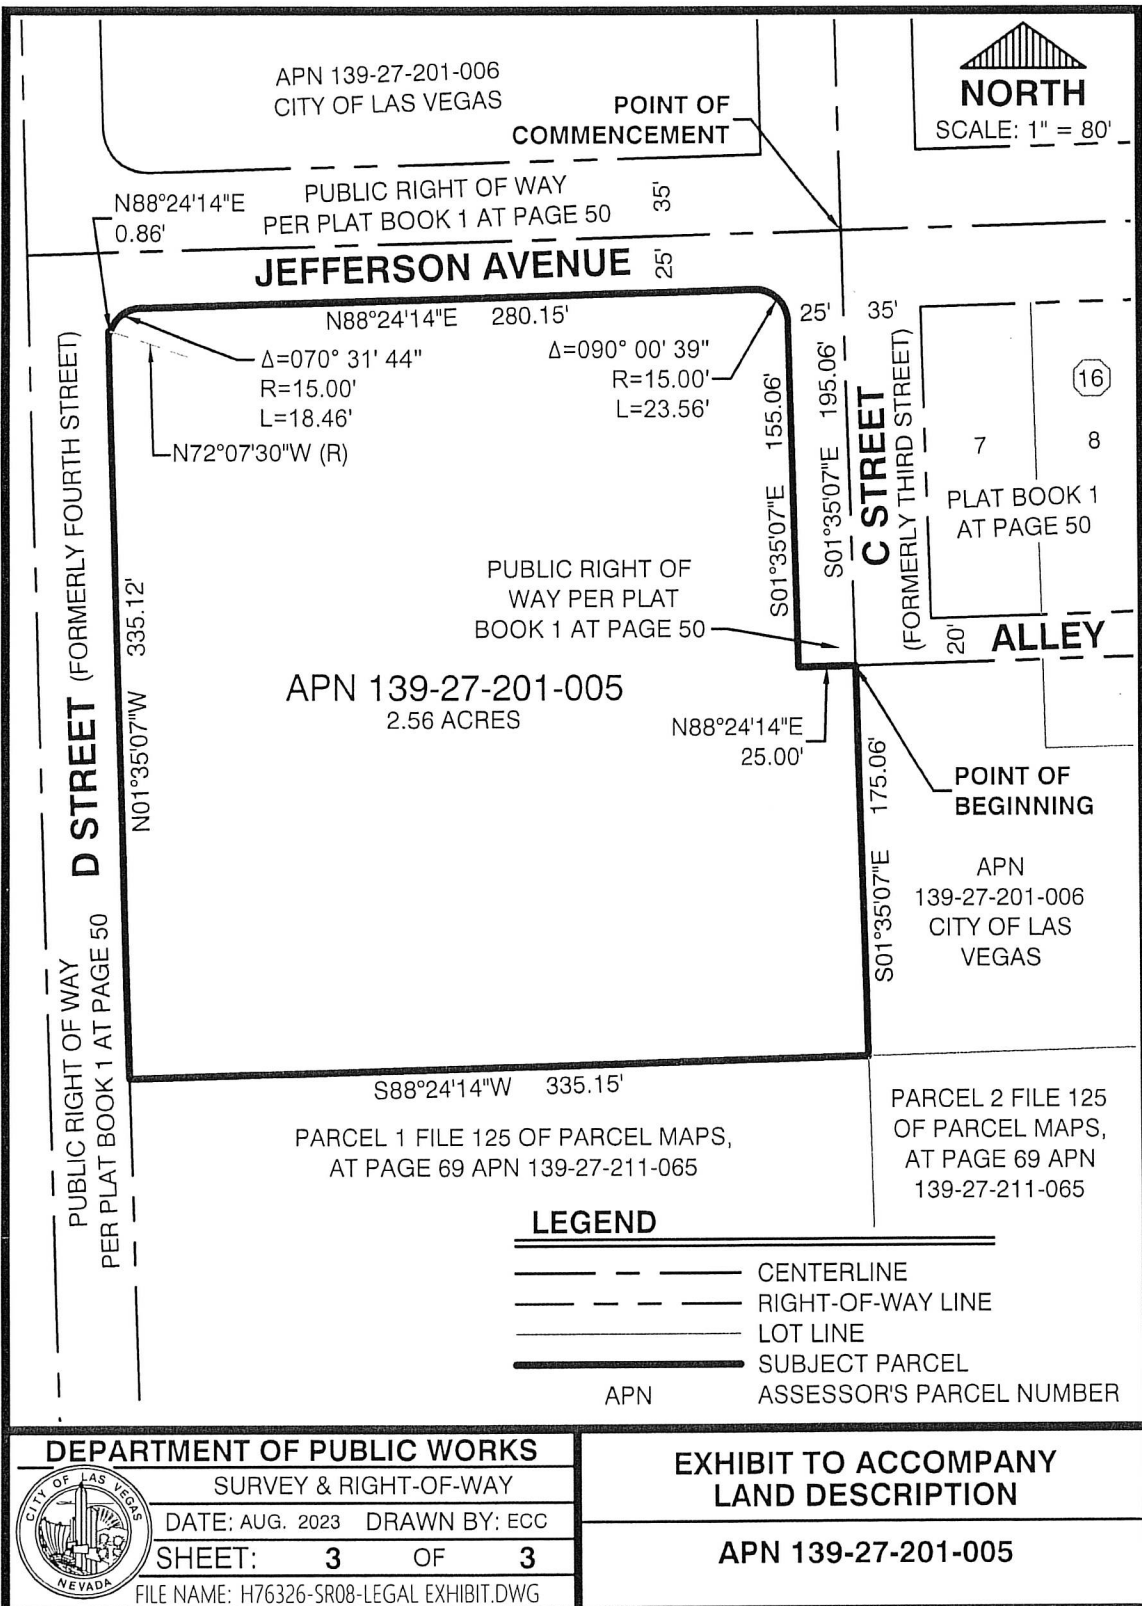 APN 139-27-201-006
CITY OF LAS VEGAS
POINT OF
COMMENCEMENT
NORTH
SCALE: 1" = 80'
N88°24'14"E
0.86'
PUBLIC RIGHT OF WAY
PER PLAT BOOK 1 AT PAGE 50
35'
JEFFERSON AVENUE
25'
N88°24'14"E 280.15'
Δ=070° 31' 44"
R=15.00'
L=18.46'
N72°07'30"W (R)
Δ=090° 00' 39"
R=15.00'
L=23.56'
25'
35'
S01°35'07"E 155.06'
S01°35'07"E 195.06'
C STREET
(FORMERLY THIRD STREET)
16
7
8
PLAT BOOK 1
AT PAGE 50
20'
ALLEY
PUBLIC RIGHT OF
WAY PER PLAT
BOOK 1 AT PAGE 50
D STREET (FORMERLY FOURTH STREET)
N01°35'07"W 335.12'
APN 139-27-201-005
2.56 ACRES
N88°24'14"E
25.00'
POINT OF
BEGINNING
S01°35'07"E 175.06'
APN
139-27-201-006
CITY OF LAS
VEGAS
PUBLIC RIGHT OF WAY
PER PLAT BOOK 1 AT PAGE 50
S88°24'14"W 335.15'
PARCEL 1 FILE 125 OF PARCEL MAPS,
AT PAGE 69 APN 139-27-211-065
PARCEL 2 FILE 125
OF PARCEL MAPS,
AT PAGE 69 APN
139-27-211-065
LEGEND
CENTERLINE
RIGHT-OF-WAY LINE
LOT LINE
SUBJECT PARCEL
APN ASSESSOR'S PARCEL NUMBER
DEPARTMENT OF PUBLIC WORKS
SURVEY & RIGHT-OF-WAY
DATE: AUG. 2023 DRAWN BY: ECC
SHEET: 3 OF 3
FILE NAME: H76326-SR08-LEGAL EXHIBIT.DWG
CITY OF LAS VEGAS
NEVADA
EXHIBIT TO ACCOMPANY
LAND DESCRIPTION
APN 139-27-201-005